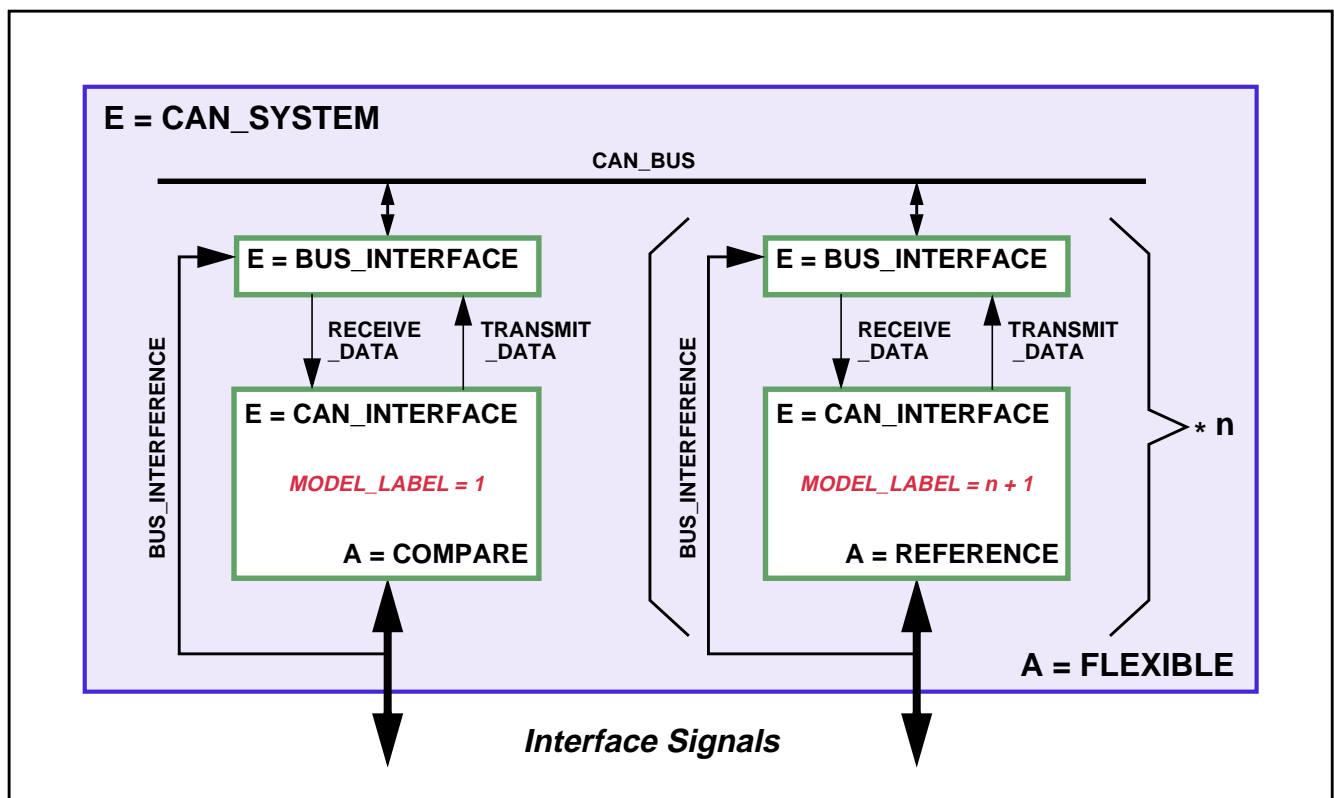 E = CAN_SYSTEM
CAN_BUS
E = BUS_INTERFACE
E = BUS_INTERFACE
BUS_INTERFERENCE
RECEIVE
_DATA
TRANSMIT
_DATA
BUS_INTERFERENCE
RECEIVE
_DATA
TRANSMIT
_DATA
E = CAN_INTERFACE
MODEL_LABEL = 1
A = COMPARE
E = CAN_INTERFACE
MODEL_LABEL = n + 1
A = REFERENCE
* n
A = FLEXIBLE
Interface Signals